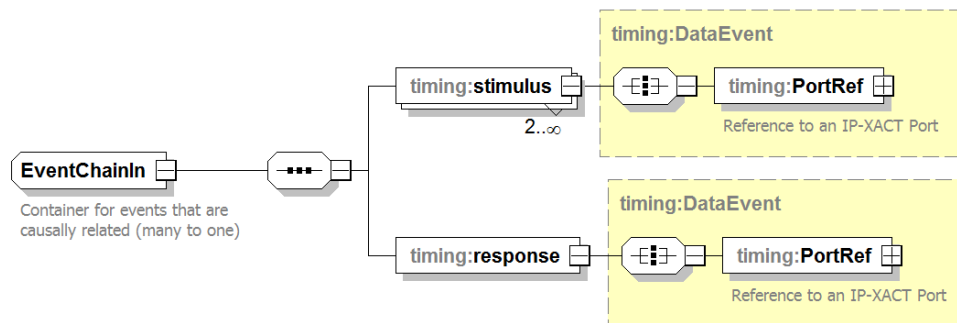 timing:DataEvent
timing:stimulus
timing:PortRef
2..∞
Reference to an IP-XACT Port
EventChainIn
Container for events that are
causally related (many to one)
timing:DataEvent
timing:response
timing:PortRef
Reference to an IP-XACT Port